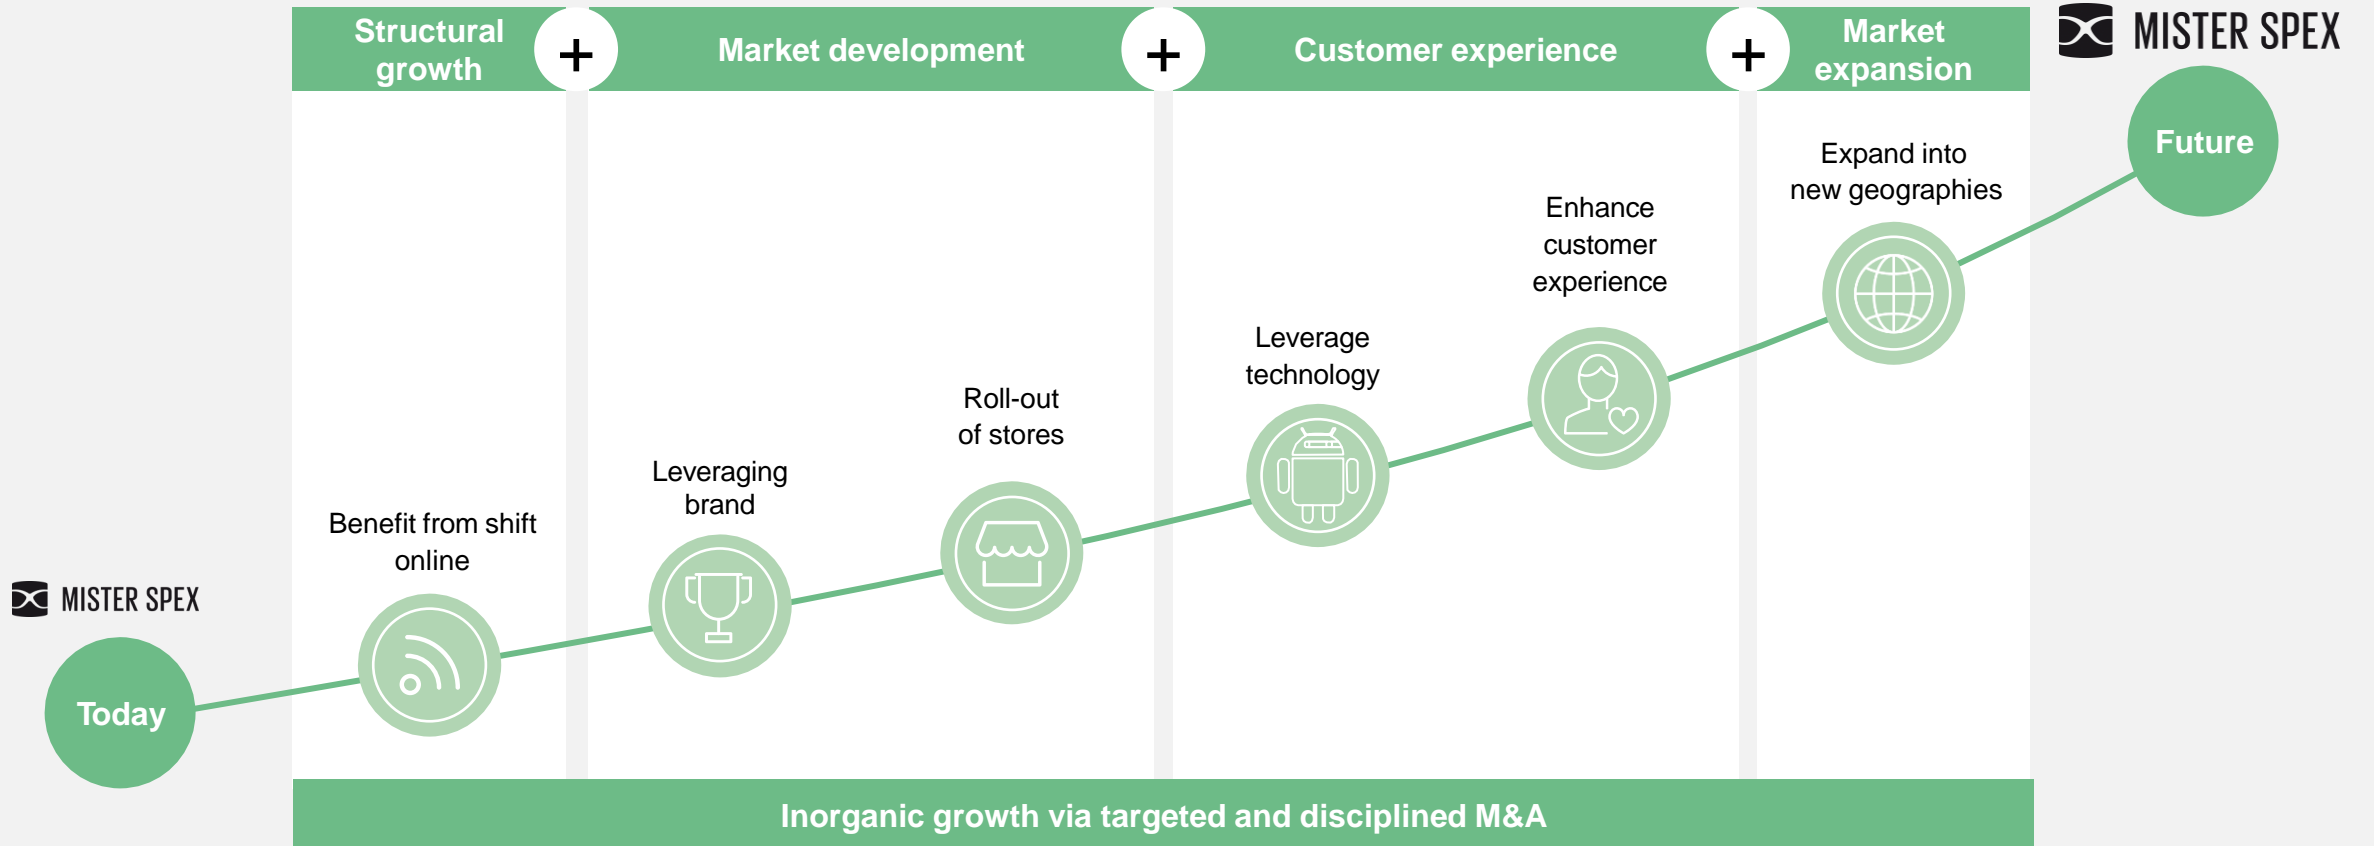 Structural
growth
+
Market development
+
Customer experience
+
Market
expansion
MISTER SPEX
Future
Expand into
new geographies
Enhance
customer
experience
Leverage
technology
Roll-out
of stores
Leveraging
brand
Benefit from shift
online
MISTER SPEX
Today
Inorganic growth via targeted and disciplined M&A